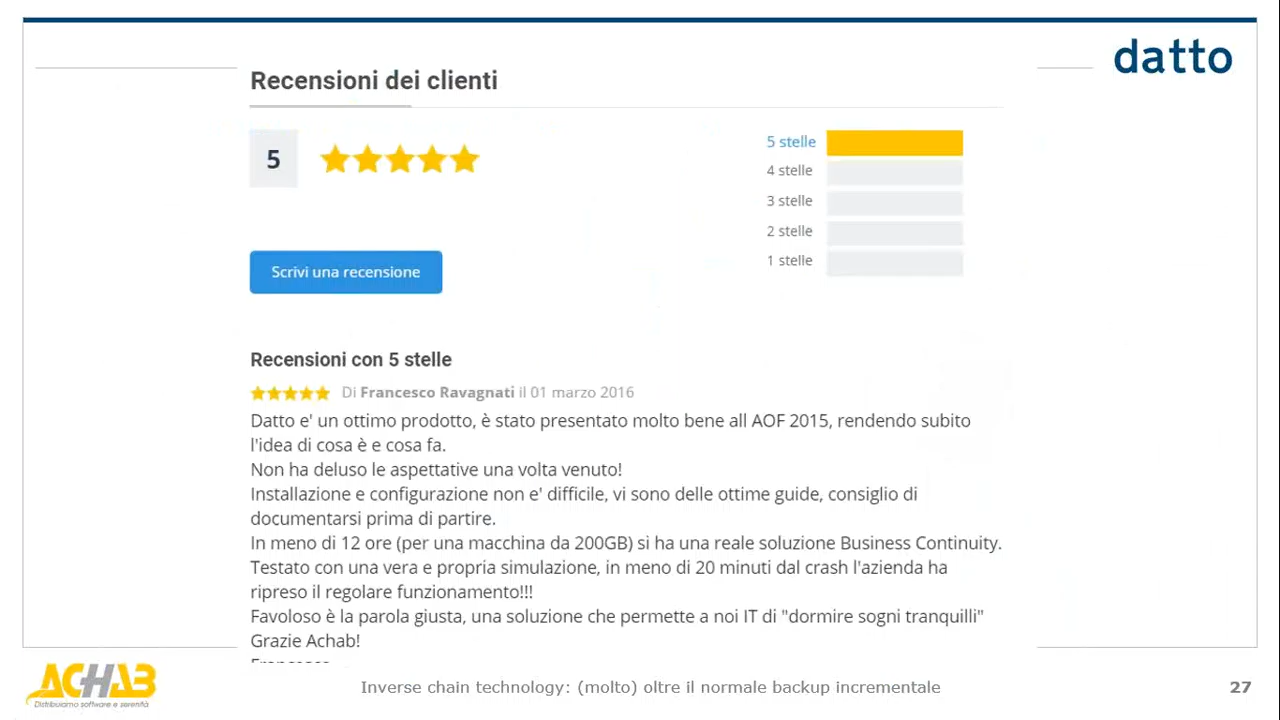 datto
Recensioni dei clienti
5
5 stelle
4 stelle
3 stelle
2 stelle
1 stelle
Scrivi una recensione
Recensioni con 5 stelle
Di Francesco Ravagnati il 01 marzo 2016
Datto e' un ottimo prodotto, è stato presentato molto bene all AOF 2015, rendendo subito
l'idea di cosa è e cosa fa.
Non ha deluso le aspettative una volta venuto!
Installazione e configurazione non e' difficile, vi sono delle ottime guide, consiglio di
documentarsi prima di partire.
In meno di 12 ore (per una macchina da 200GB) si ha una reale soluzione Business Continuity.
Testato con una vera e propria simulazione, in meno di 20 minuti dal crash l'azienda ha
ripreso il regolare funzionamento!!!
Favoloso è la parola giusta, una soluzione che permette a noi IT di "dormire sogni tranquilli"
Grazie Achab!
ACHAB
Distribuiamo software e serenità
Inverse chain technology: (molto) oltre il normale backup incrementale
27